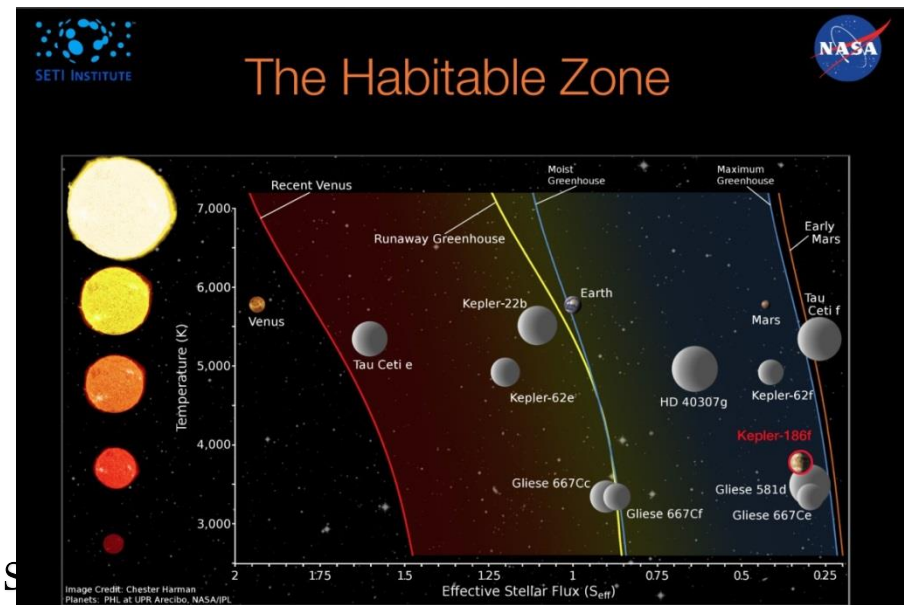 SETI INSTITUTE
NASA
The Habitable Zone
Recent Venus
Moist
Greenhouse
Maximum
Greenhouse
7,000
Runaway Greenhouse
Early
Mars
6,000
Kepler-22b
Earth
Tau
Ceti f
Venus
Mars
Temperature (K)
5,000
Tau Ceti e
Kepler-62e
HD 40307g
Kepler-62f
4,000
Kepler-186f
Gliese 667Cc
Gliese 581d
3,000
Gliese 667Cf
Gliese 667Ce
S
2
1.75
1.5
1.25
1
0.75
0.5
0.25
Effective Stellar Flux (Seff)
Image Credit: Chester Harman
Planets: PHL at UPR Arecibo, NASA/JPL